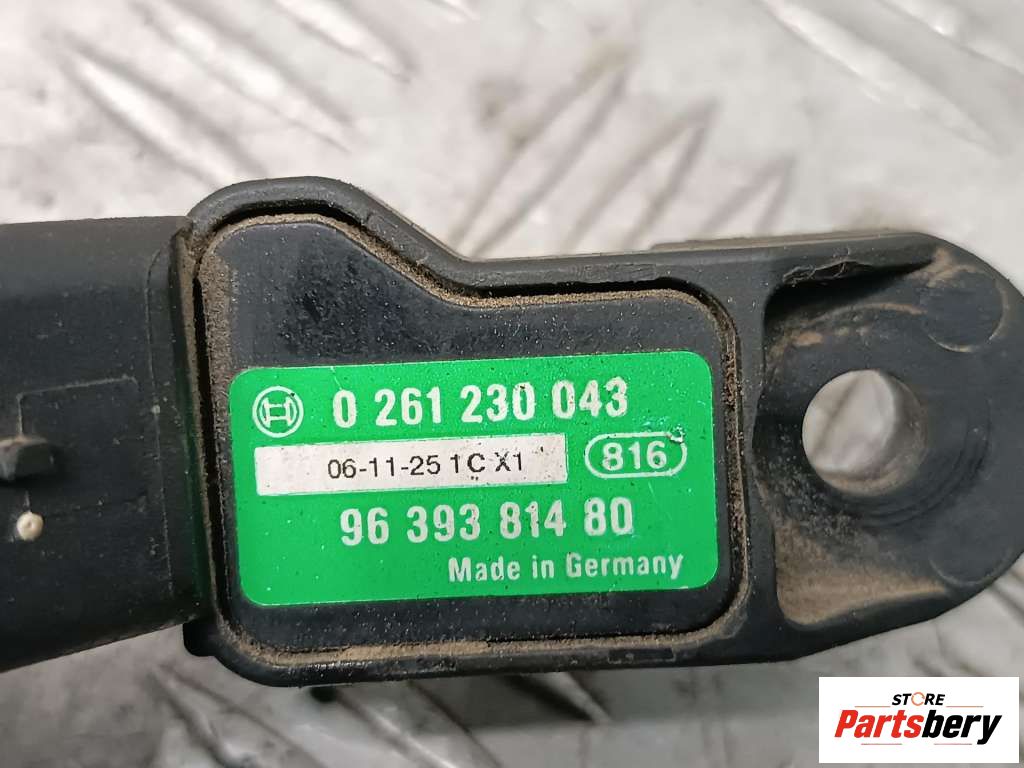 0 261 230 043
06-11-25 1C X1
816
96 393 814 80
Made in Germany
STORE
Partsbery